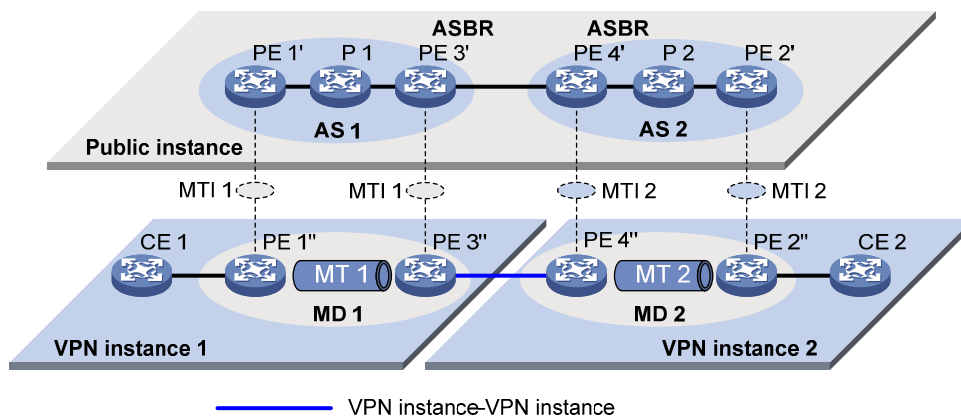 ASBR ASBR
PE 1' P 1 PE 3' PE 4' P 2 PE 2'
AS 1 AS 2
Public instance
MTI 1 MTI 1 MTI 2 MTI 2
CE 1 PE 1" PE 3" PE 4" PE 2" CE 2
MT 1 MT 2
MD 1 MD 2
VPN instance 1 VPN instance 2
VPN instance-VPN instance